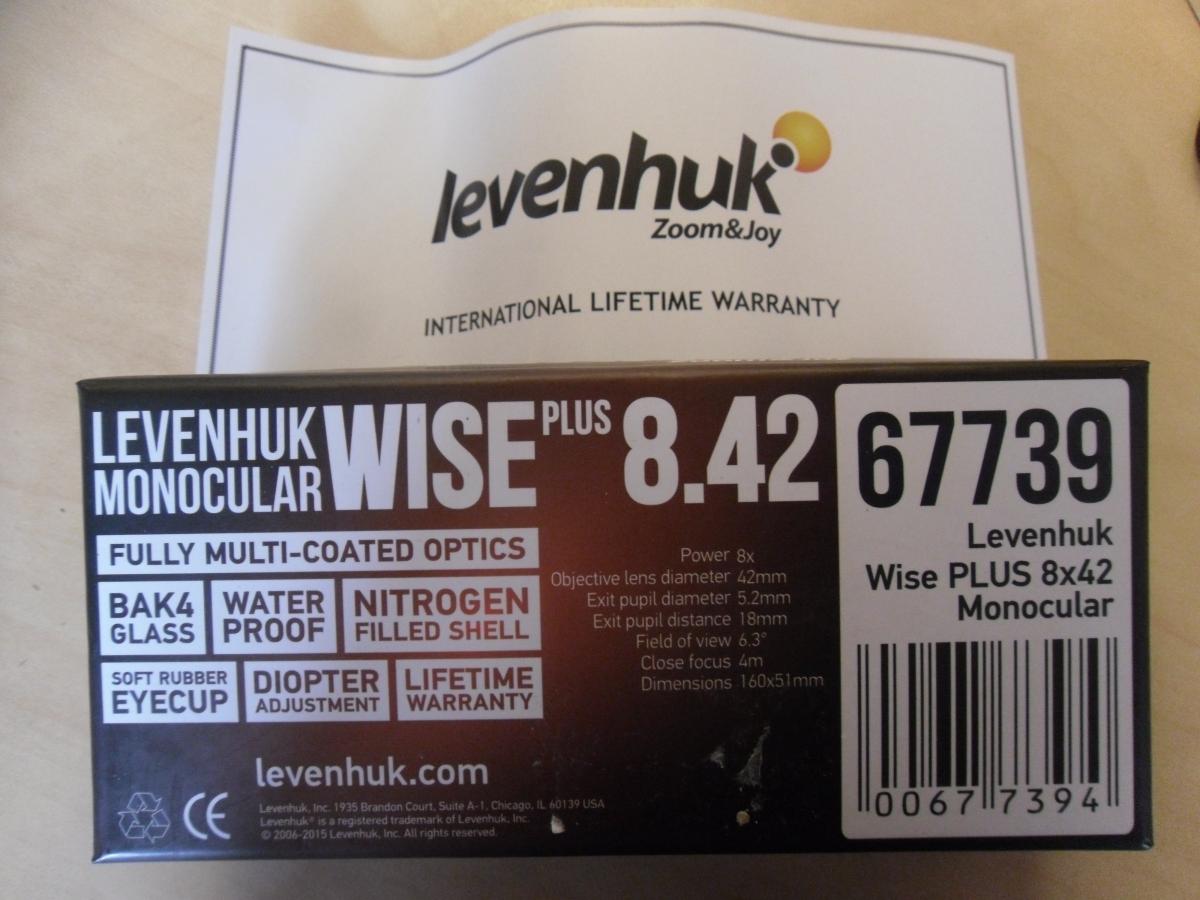 levenhuk
Zoom&Joy
INTERNATIONAL LIFETIME WARRANTY
LEVENHUK
MONOCULAR
WISE PLUS 8.42
FULLY MULTI-COATED OPTICS
BAK4
GLASS
WATER
PROOF
NITROGEN
FILLED SHELL
SOFT RUBBER
EYECUP
DIOPTER
ADJUSTMENT
LIFETIME
WARRANTY
Power 8x
Objective lens diameter 42mm
Exit pupil diameter 5.2mm
Exit pupil distance 18mm
Field of view 6.3°
Close focus 4m
Dimensions 160x51mm
levenhuk.com
CE
Levenhuk, Inc. 1935 Brandon Court, Suite A-1, Chicago, IL 60139 USA
Levenhuk® is a registered trademark of Levenhuk, Inc.
© 2006-2015 Levenhuk, Inc. All rights reserved.
67739
Levenhuk
Wise PLUS 8x42
Monocular
0067 7394